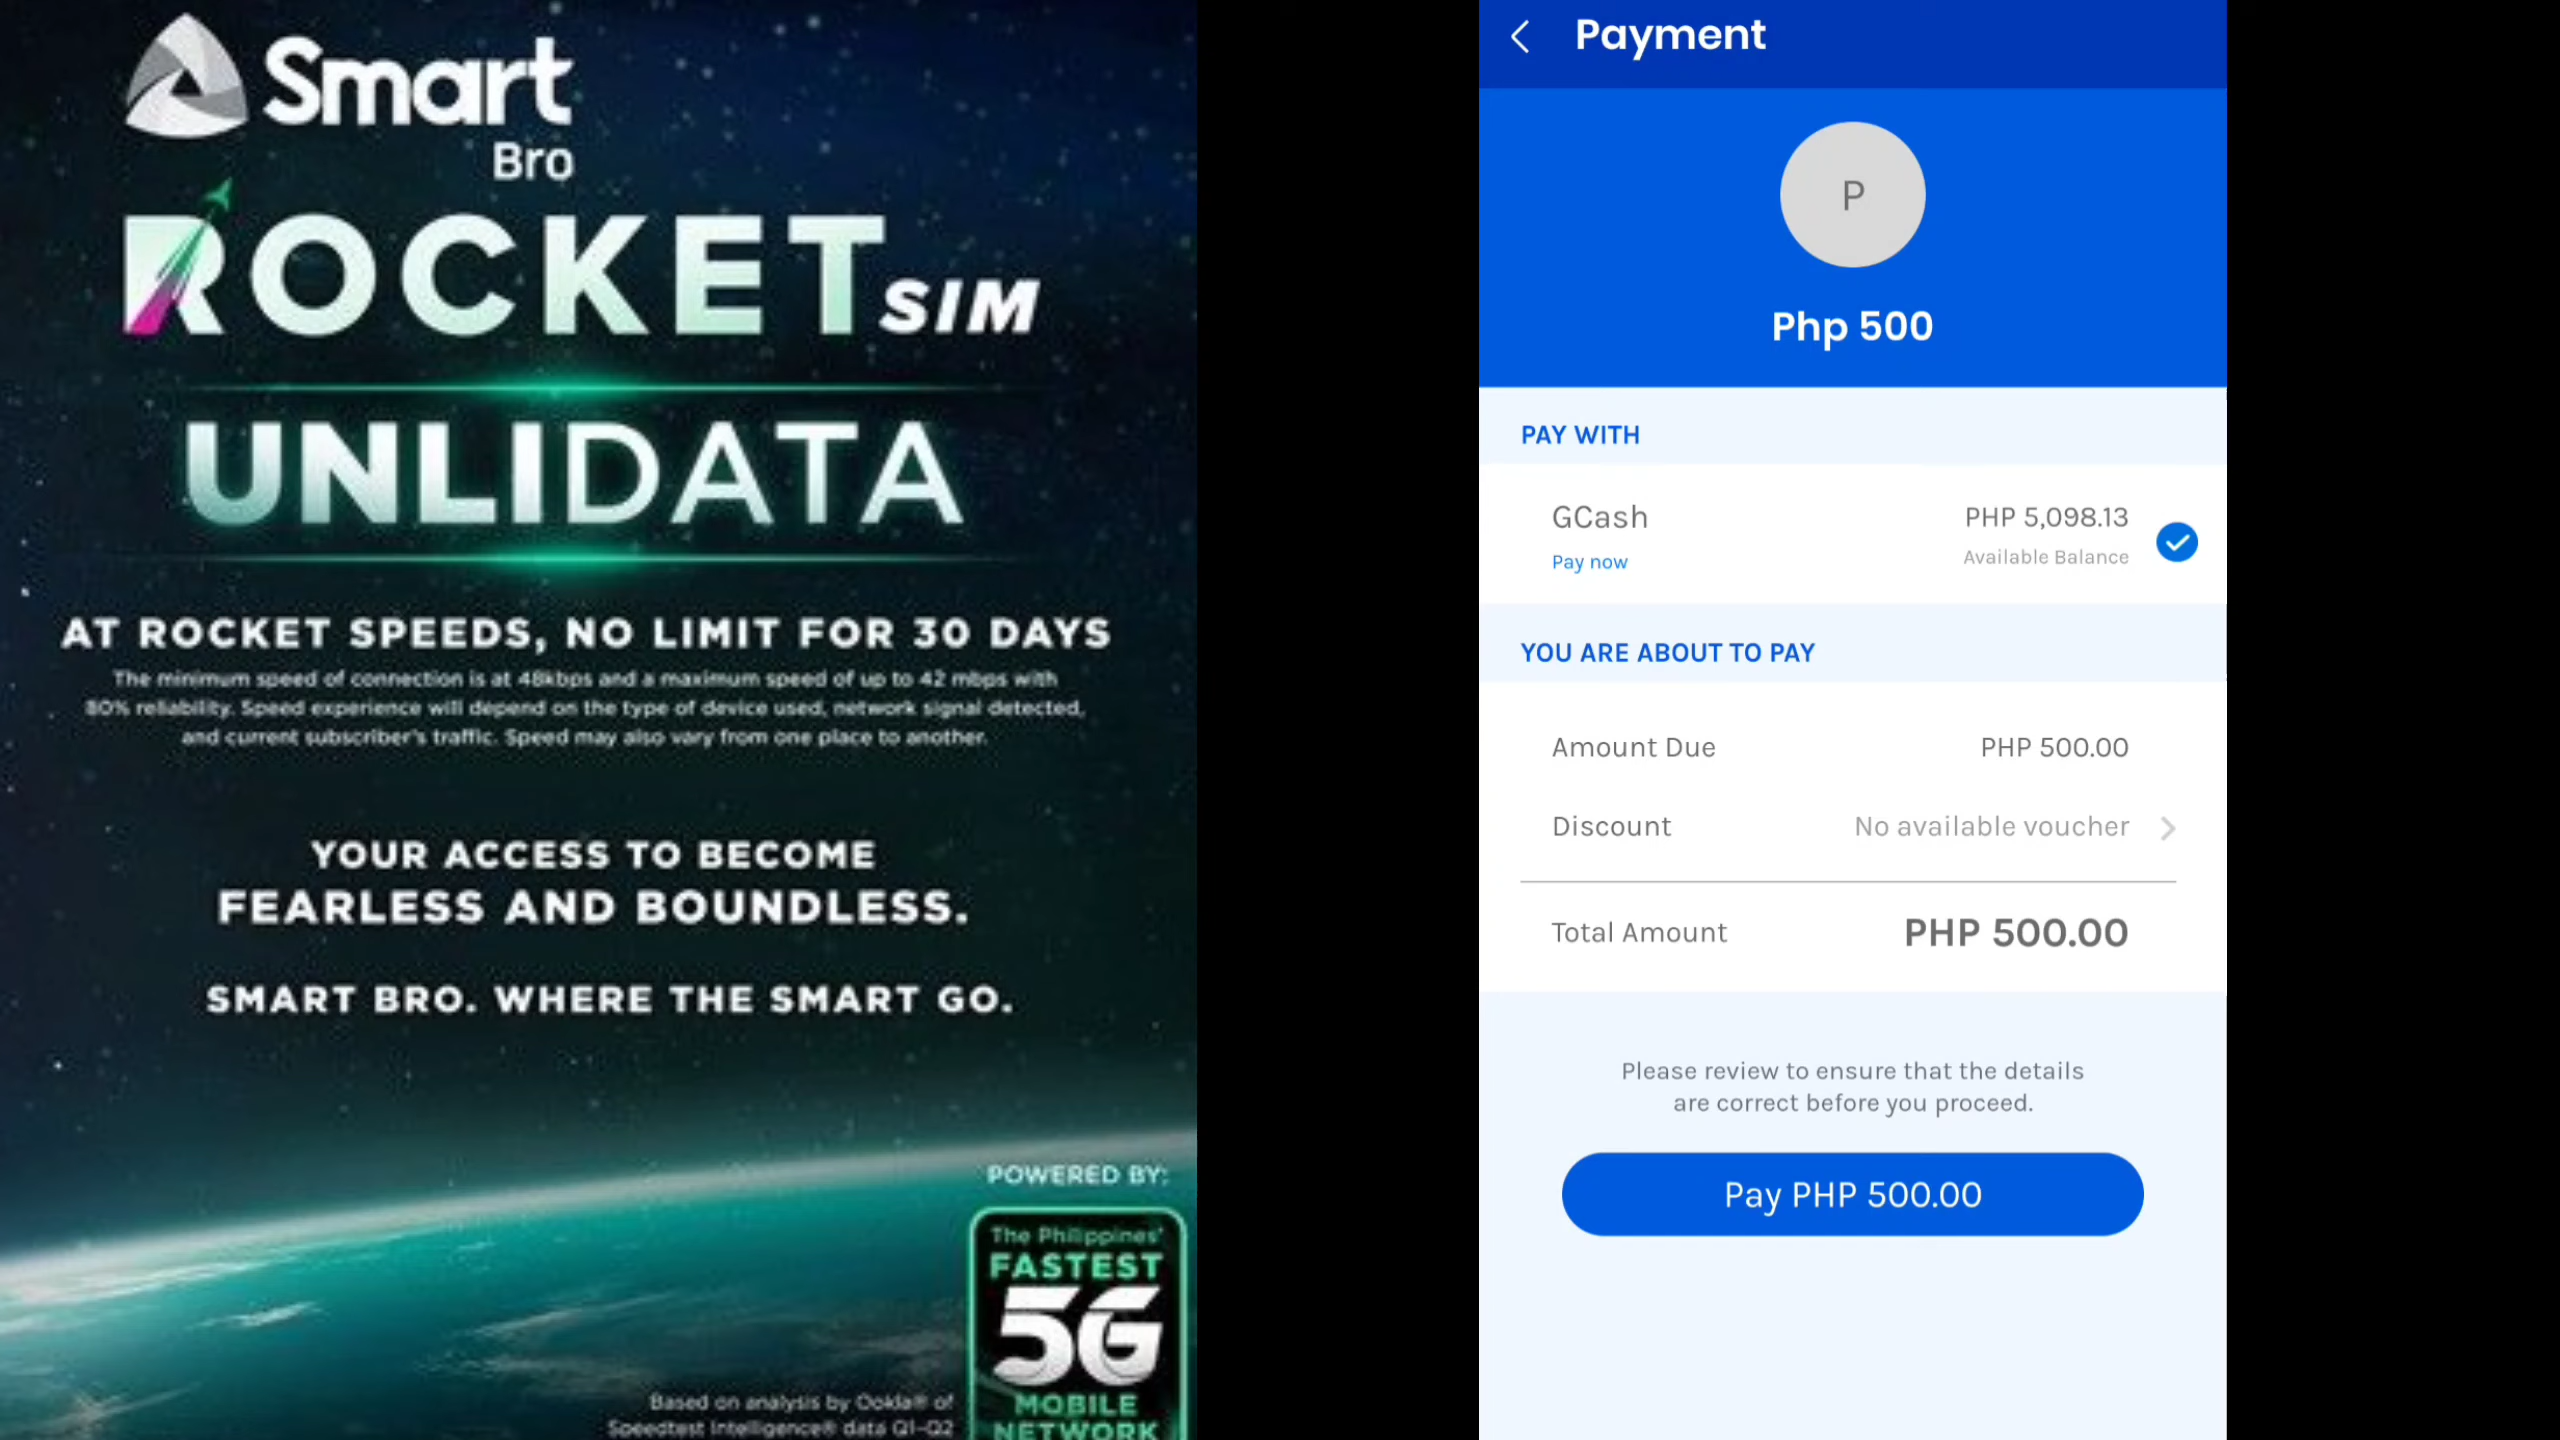 Smart
Bro
ROCKET SIM
UNLIDATA
AT ROCKET SPEEDS, NO LIMIT FOR 30 DAYS
The minimum speed of connection is at 48kbps and a maximum speed of up to 42 mbps with
80% reliability. Speed experience will depend on the type of device used, network signal detected,
and current subscriber's traffic. Speed may also vary from one place to another.
YOUR ACCESS TO BECOME
FEARLESS AND BOUNDLESS.
SMART BRO. WHERE THE SMART GO.
POWERED BY:
The Philippines'
FASTEST
5G
MOBILE
NETWORK
Based on analysis by Ookla® of
Speedtest Intelligence® data Q1-Q2
Payment
P
Php 500
PAY WITH
GCash PHP 5,098.13
Pay now Available Balance
YOU ARE ABOUT TO PAY
Amount Due PHP 500.00
Discount No available voucher
Total Amount PHP 500.00
Please review to ensure that the details
are correct before you proceed.
Pay PHP 500.00